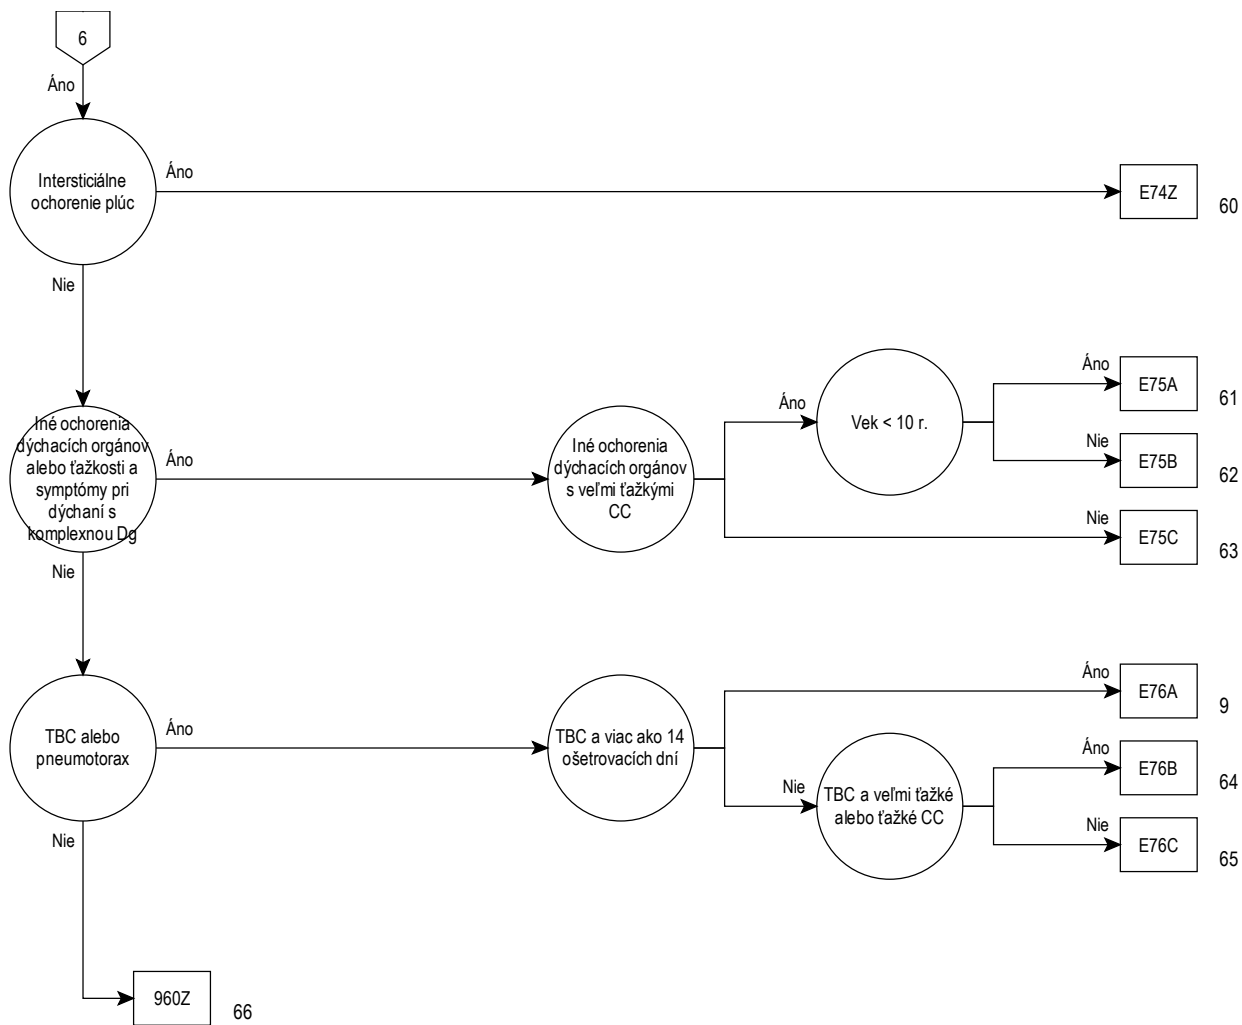 6
Áno
Intersticiálne
ochorenie plúc
Áno
E74Z
60
Nie
Iné ochorenia
dýchacích orgánov
alebo ťažkosti a
symptómy pri
dýchaní s
komplexnou Dg
Áno
Iné ochorenia
dýchacích orgánov
s veľmi ťažkými
CC
Áno
Vek < 10 r.
Áno
E75A
61
Nie
E75B
62
Nie
E75C
63
Nie
TBC alebo
pneumotorax
Áno
TBC a viac ako 14
ošetrovacích dní
Áno
E76A
9
Nie
TBC a veľmi ťažké
alebo ťažké CC
Áno
E76B
64
Nie
E76C
65
Nie
960Z
66